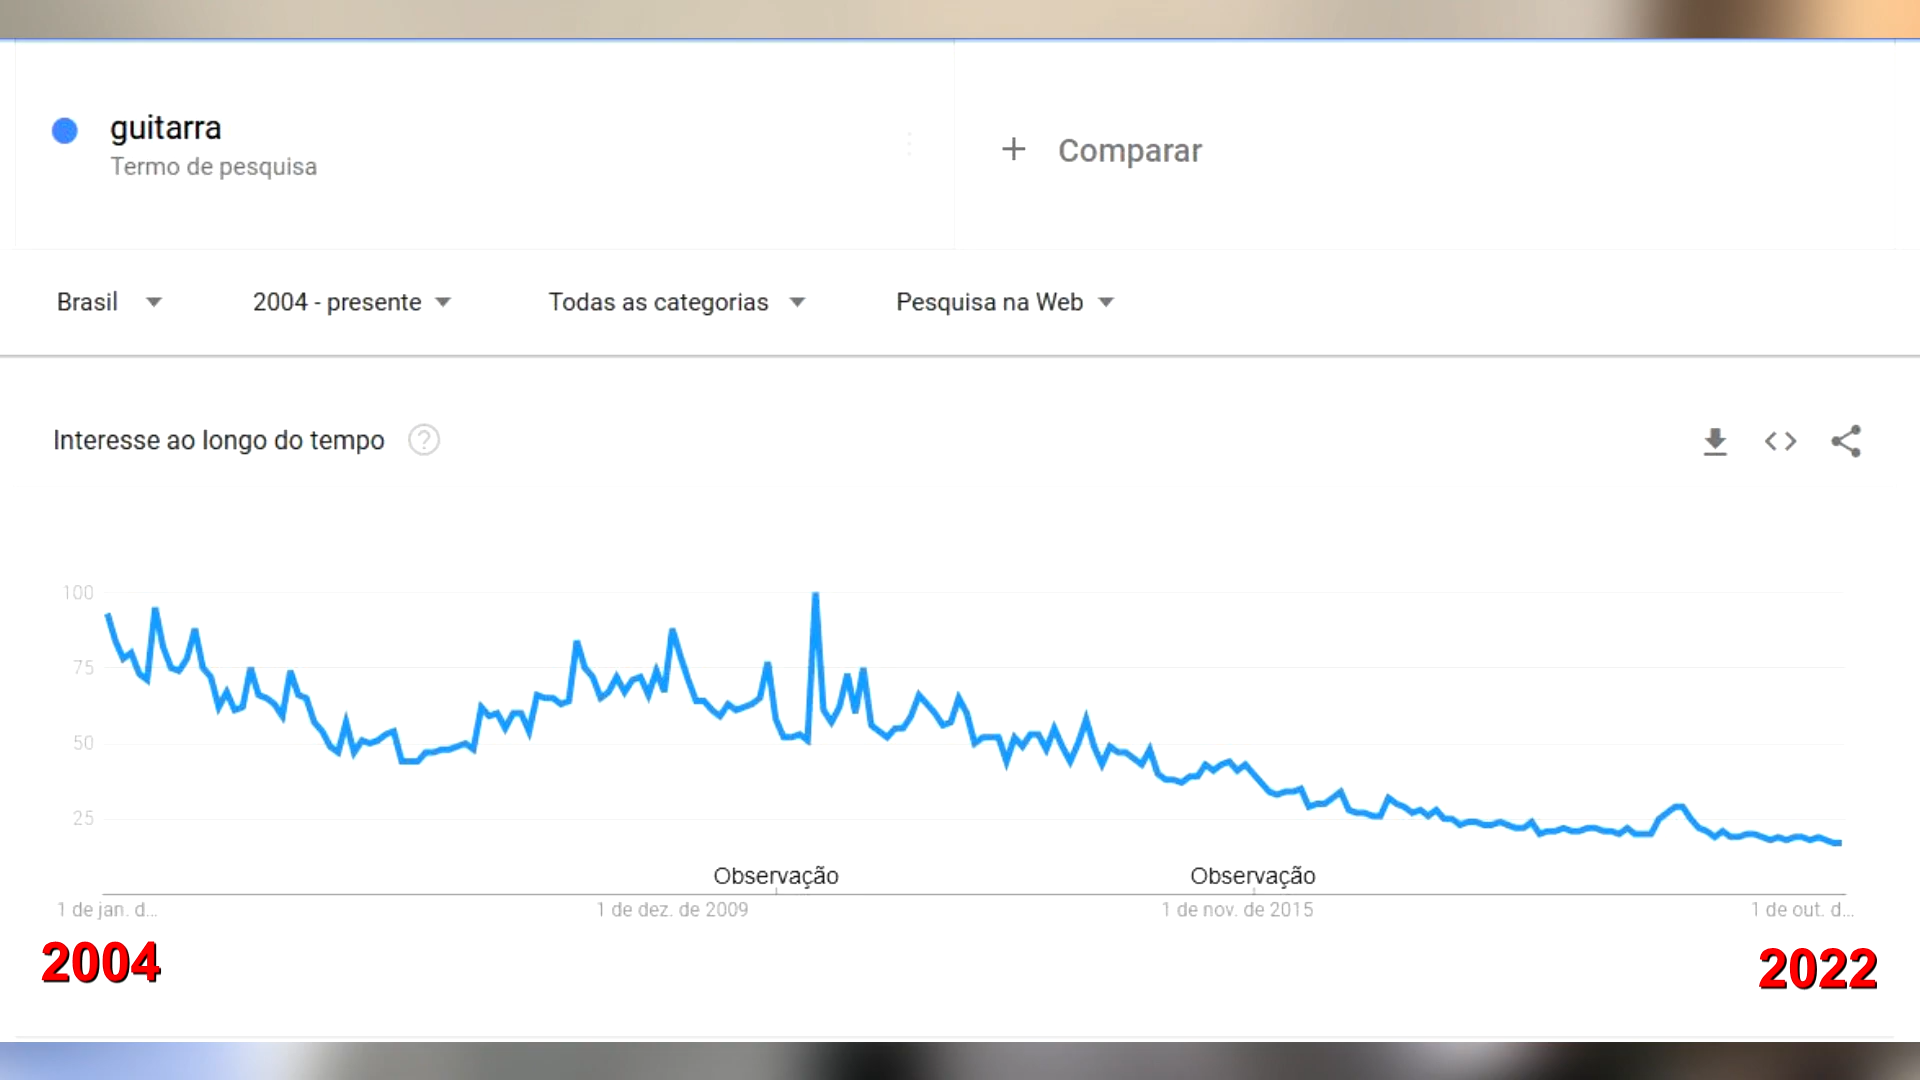 guitarra
Termo de pesquisa
+ Comparar
Brasil
2004 - presente
Todas as categorias
Pesquisa na Web
Interesse ao longo do tempo ?
100
75
50
25
Observação
Observação
1 de jan. d...
1 de dez. de 2009
1 de nov. de 2015
1 de out. d...
2004
2022